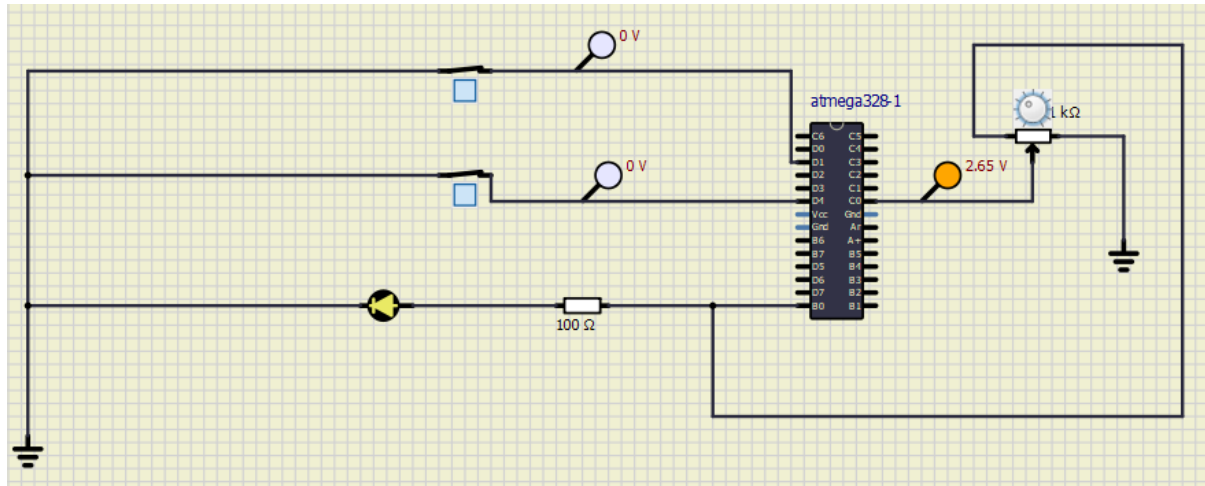 0 V
atmega328-1
1 kΩ
C6 C5
D0 C4
D1 C3
0 V
2.65 V
D2 C2
D3 C1
D4 C0
Vcc Gnd
Gnd Ar
B6 A+
B7 B5
D5 B4
D6 B3
D7 B2
B0 B1
100 Ω